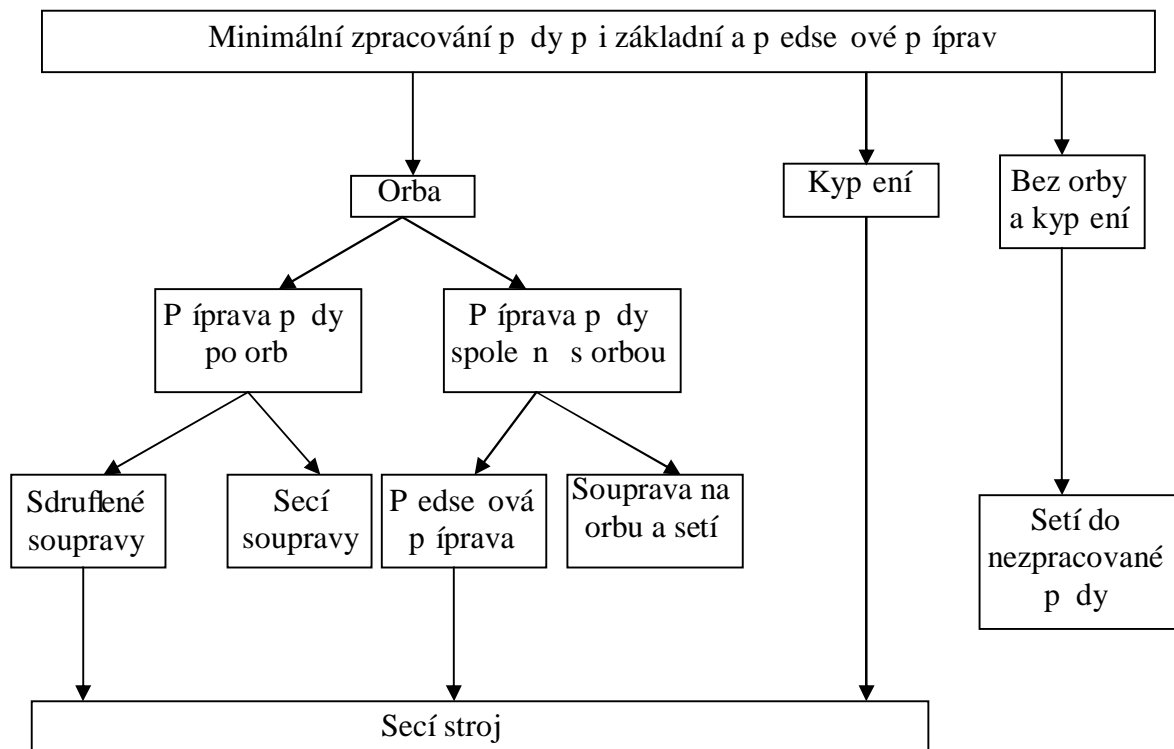 Minimální zpracování p dy p i základní a p edse ové p íprav
Orba
Kyp ení
Bez orby
a kyp ení
P íprava p dy
po orb
P íprava p dy
spole n s orbou
Sdruflené
soupravy
Secí
soupravy
P edse ová
p íprava
Souprava na
orbu a setí
Setí do
nezpracované
p dy
Secí stroj